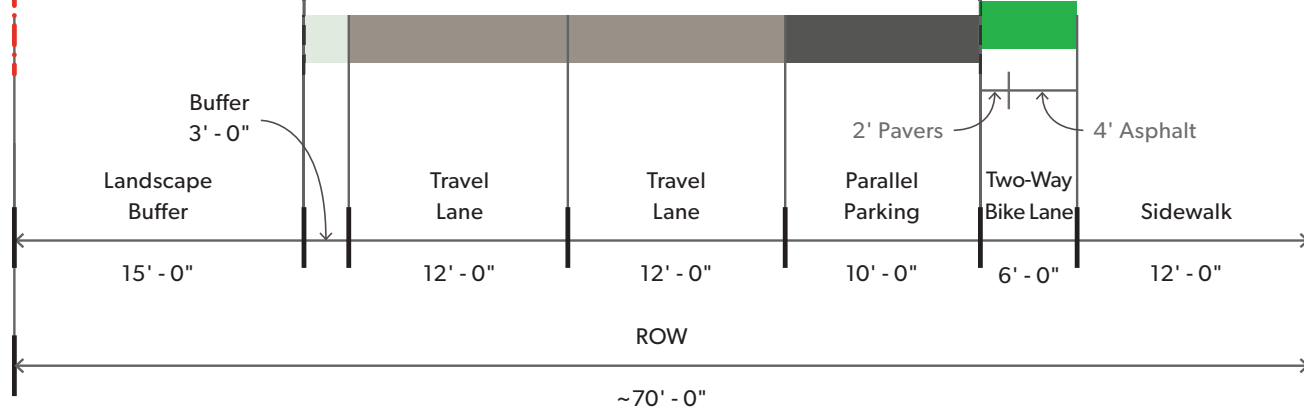 Buffer
3' - 0"
2' Pavers
4' Asphalt
Landscape
Buffer
Travel
Lane
Travel
Lane
Parallel
Parking
Two-Way
Bike Lane
Sidewalk
15' - 0"
12' - 0"
12' - 0"
10' - 0"
6' - 0"
12' - 0"
ROW
~70' - 0"